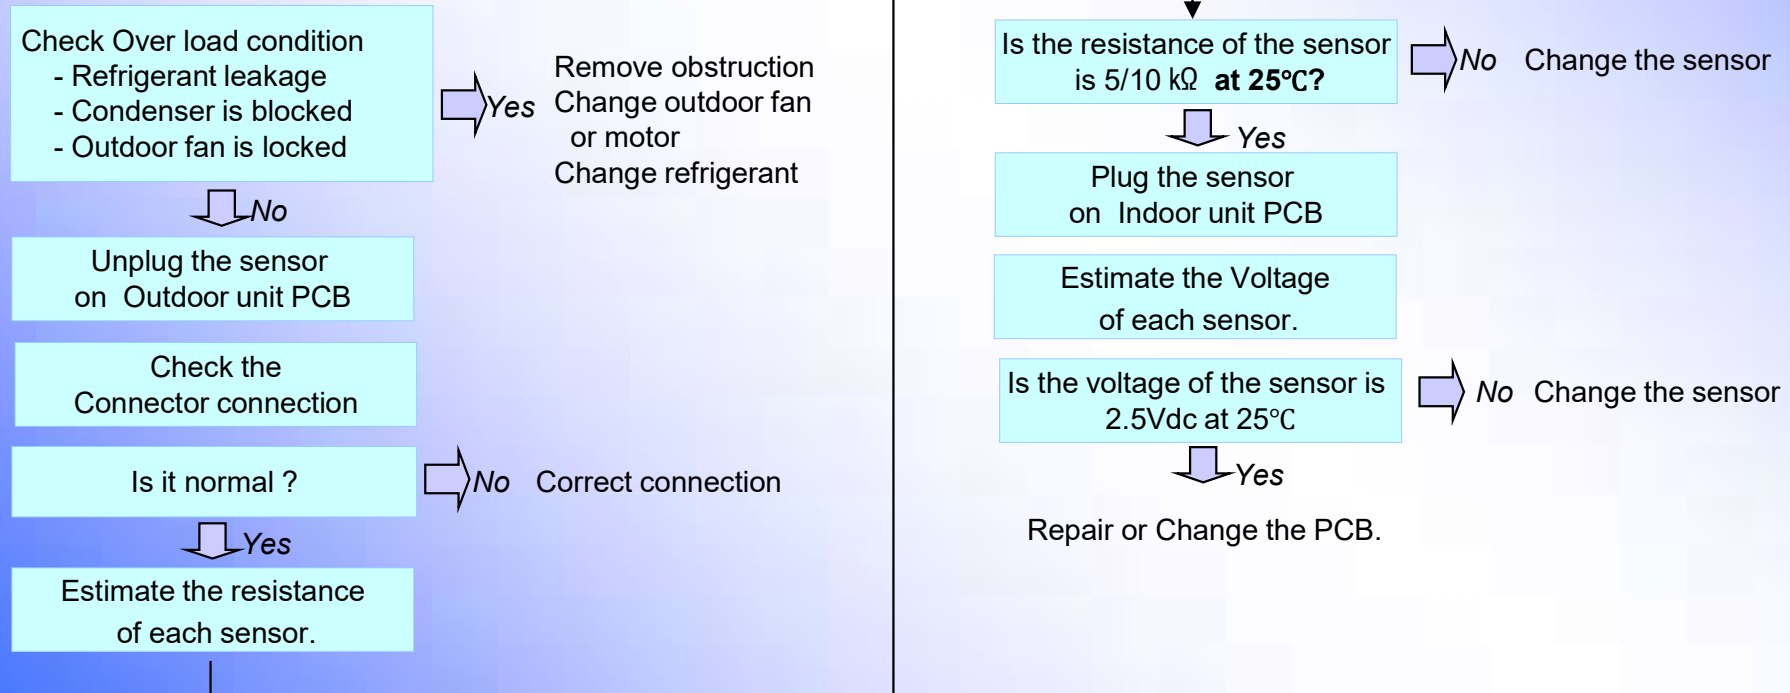 Check Over load condition
- Refrigerant leakage
- Condenser is blocked
- Outdoor fan is locked
Yes
Remove obstruction
Change outdoor fan
or motor
Change refrigerant
No
Unplug the sensor
on Outdoor unit PCB
Check the
Connector connection
Is it normal ?
No Correct connection
Yes
Estimate the resistance
of each sensor.
Is the resistance of the sensor
is 5/10 kΩ at 25℃?
No Change the sensor
Yes
Plug the sensor
on Indoor unit PCB
Estimate the Voltage
of each sensor.
Is the voltage of the sensor is
2.5Vdc at 25℃
No Change the sensor
Yes
Repair or Change the PCB.